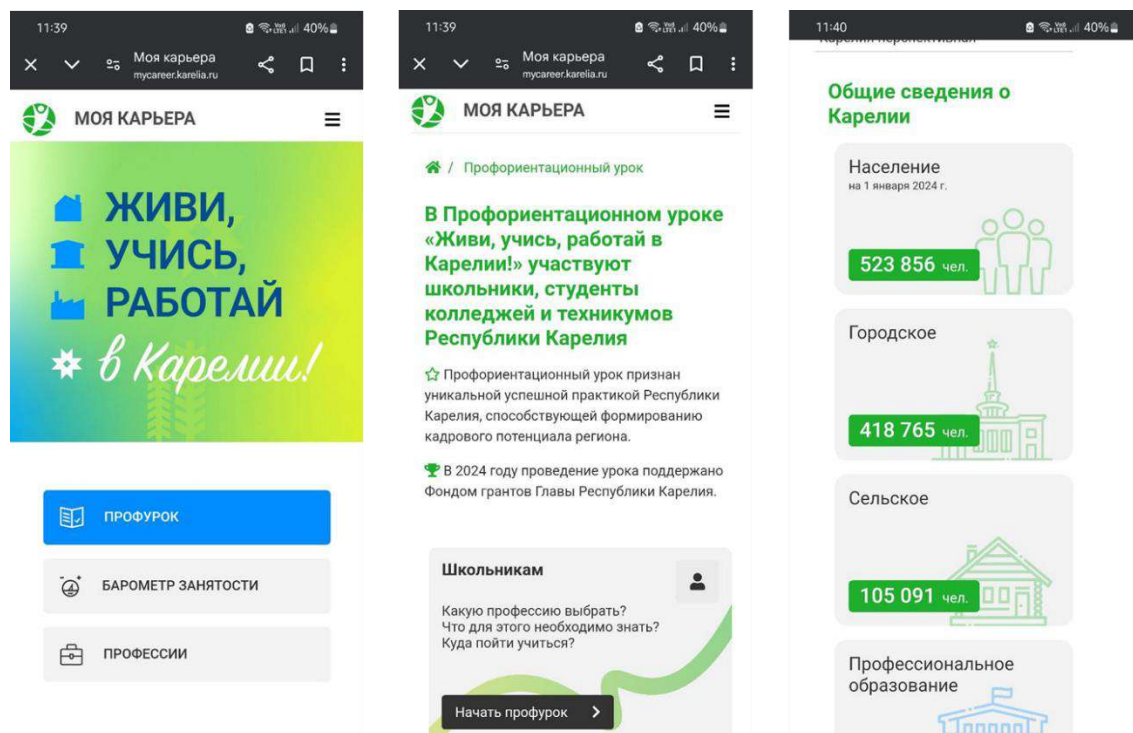 11:39
40%
Моя карьера
mycareer.karelia.ru
МОЯ КАРЬЕРА
ЖИВИ,
УЧИСЬ,
РАБОТАЙ
в Карелии!
ПРОФУРОК
БАРОМЕТР ЗАНЯТОСТИ
ПРОФЕССИИ
11:39
40%
Моя карьера
mycareer.karelia.ru
МОЯ КАРЬЕРА
/ Профориентационный урок
В Профориентационном уроке
«Живи, учись, работай в
Карелии!» участвуют
школьники, студенты
колледжей и техникумов
Республики Карелия
Профориентационный урок признан
уникальной успешной практикой Республики
Карелия, способствующей формированию
кадрового потенциала региона.
В 2024 году проведение урока поддержано
Фондом грантов Главы Республики Карелия.
Школьникам
Какую профессию выбрать?
Что для этого необходимо знать?
Куда пойти учиться?
Начать профурок
11:40
40%
Общие сведения о
Карелии
Население
на 1 января 2024 г.
523 856 чел.
Городское
418 765 чел.
Сельское
105 091 чел.
Профессиональное
образование